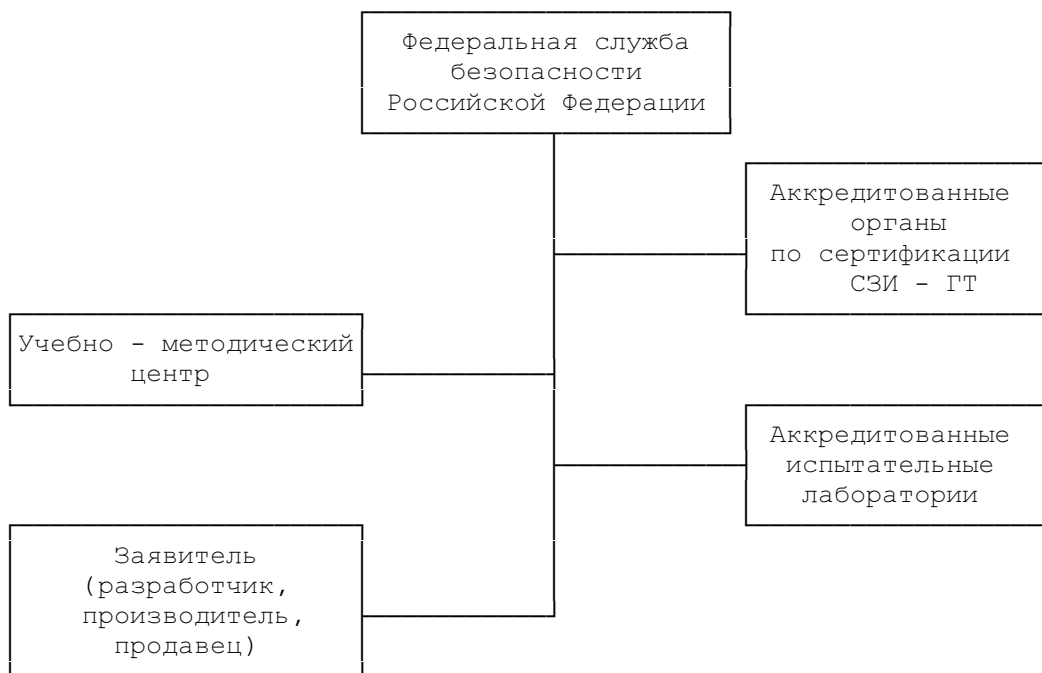 Федеральная служба
безопасности
Российской Федерации
Аккредитованные
органы
по сертификации
СЗИ - ГТ
Учебно - методический
центр
Аккредитованные
испытательные
лаборатории
Заявитель
(разработчик,
производитель,
продавец)